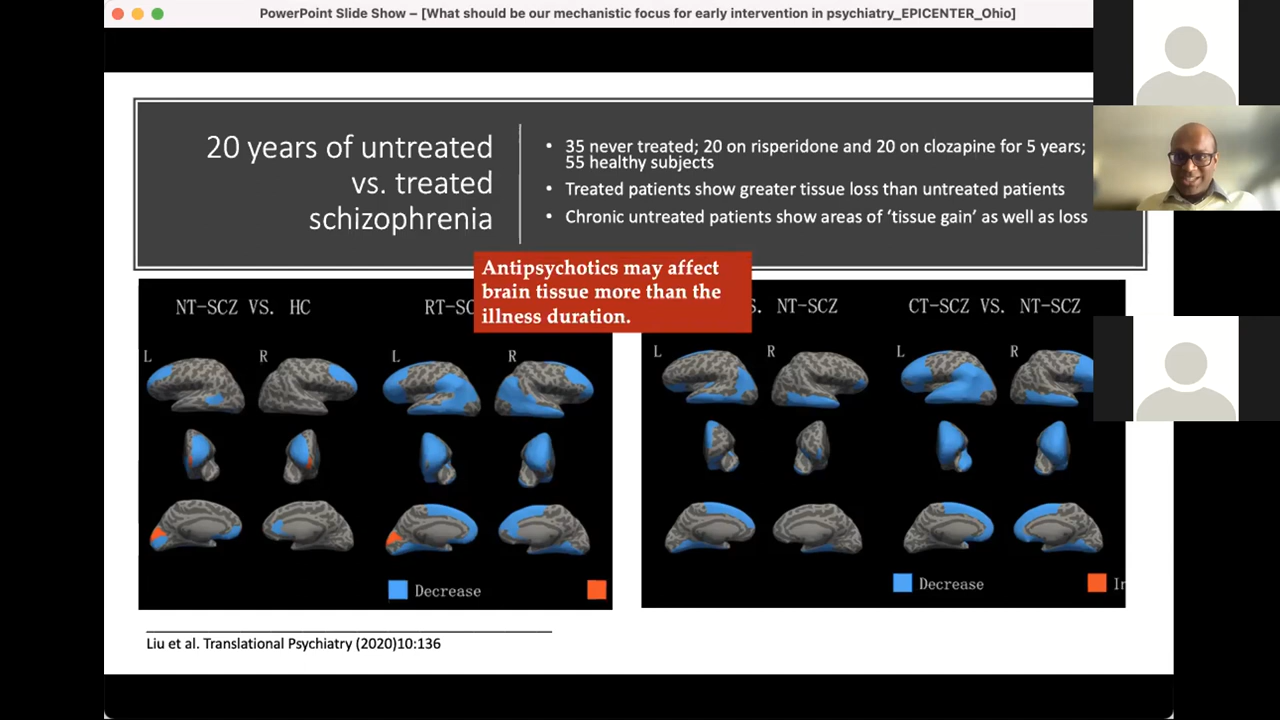 PowerPoint Slide Show – [What should be our mechanistic focus for early intervention in psychiatry_EPICENTER_Ohio]
20 years of untreated
vs. treated
schizophrenia
• 35 never treated; 20 on risperidone and 20 on clozapine for 5 years;
55 healthy subjects
• Treated patients show greater tissue loss than untreated patients
• Chronic untreated patients show areas of ‘tissue gain’ as well as loss
Antipsychotics may affect
brain tissue more than the
illness duration.
NT-SCZ VS. HC
L R
L R
Decrease
NT-SCZ
CT-SCZ VS. NT-SCZ
L R
L R
Decrease
Liu et al. Translational Psychiatry (2020)10:136